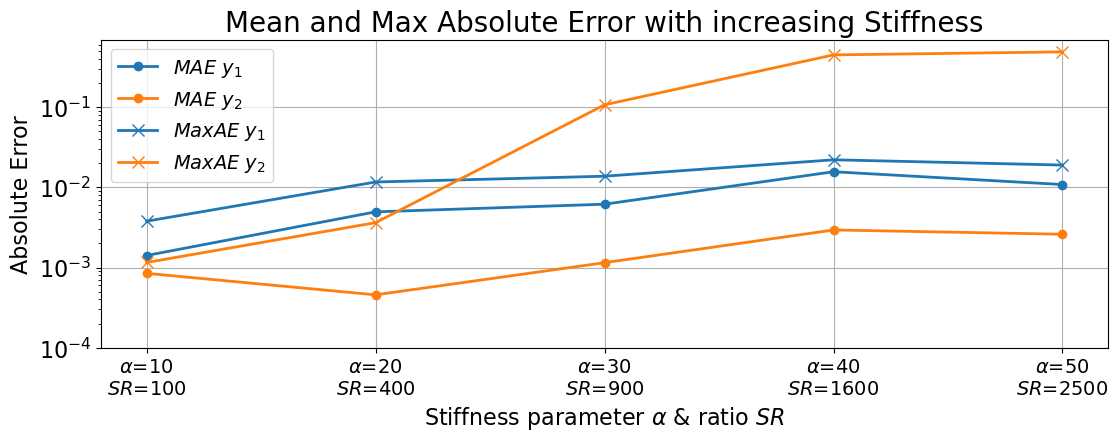 Mean and Max Absolute Error with increasing Stiffness
MAE y₁
MAE y₂
MaxAE y₁
MaxAE y₂
Absolute Error
10⁻¹
10⁻²
10⁻³
10⁻⁴
α=10
SR=100
α=20
SR=400
α=30
SR=900
α=40
SR=1600
α=50
SR=2500
Stiffness parameter α & ratio SR